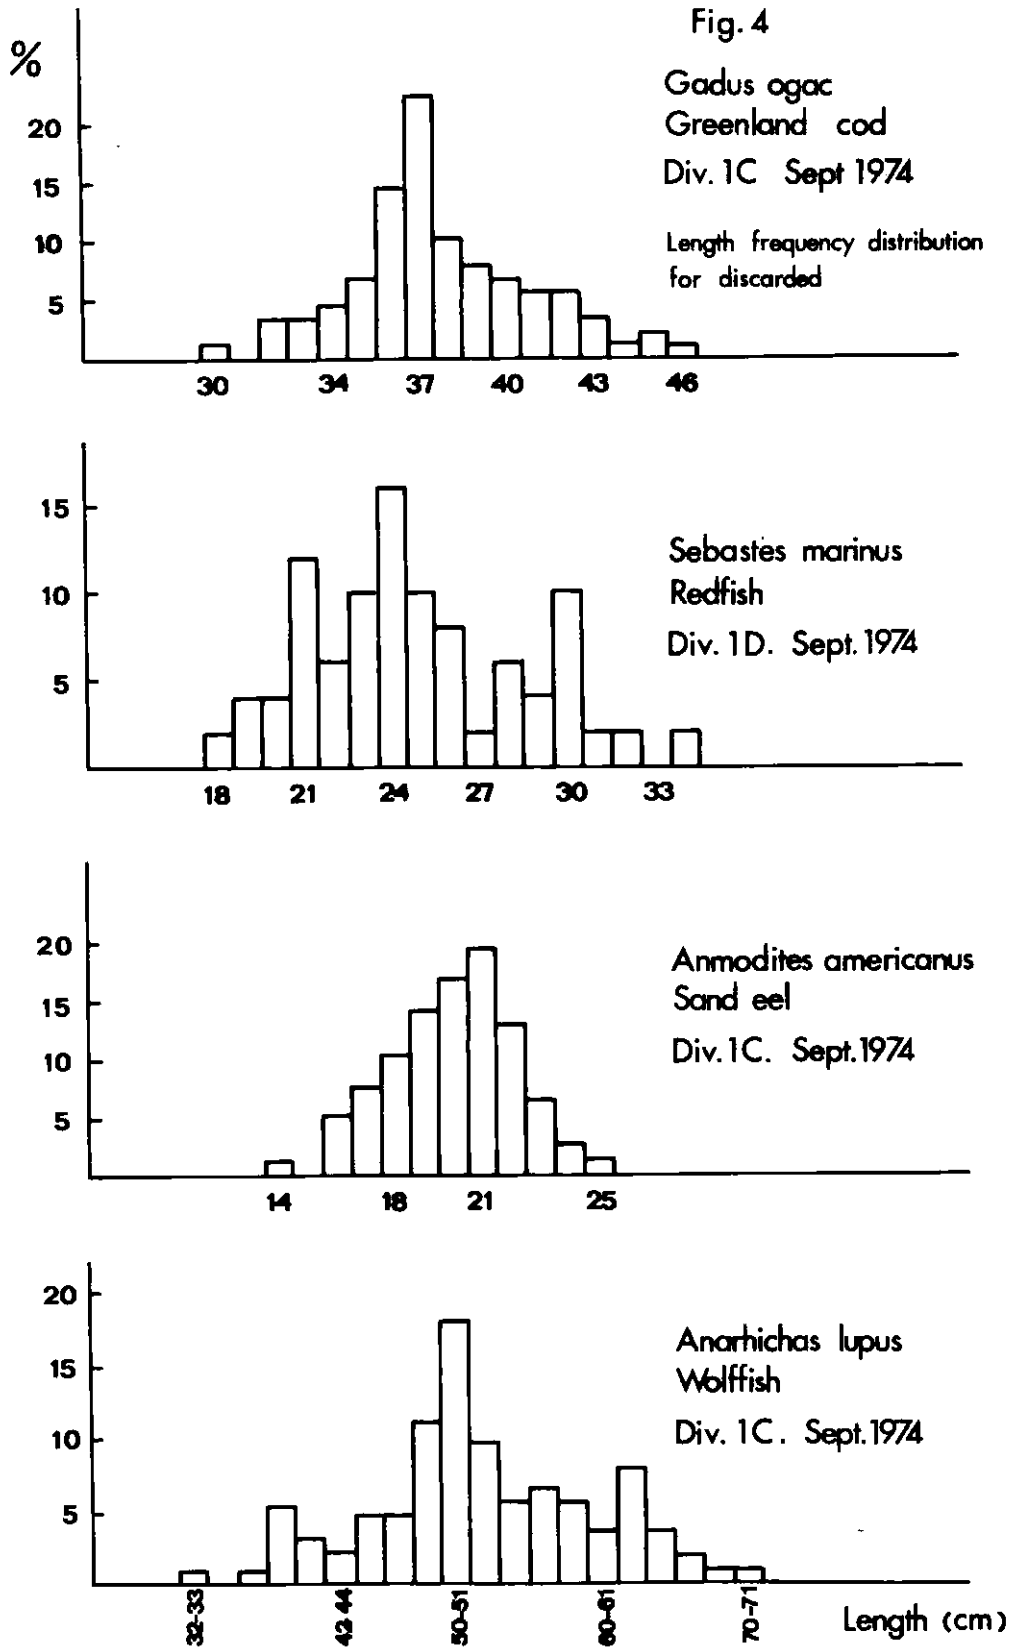 Fig. 4
%
Gadus ogac
Greenland cod
Div. 1C Sept 1974
Length frequency distribution
for discarded
20
15
10
5
30 34 37 40 43 46
Sebastes marinus
Redfish
Div. 1D. Sept. 1974
15
10
5
18 21 24 27 30 33
Anmodites americanus
Sand eel
Div. 1C. Sept. 1974
20
15
10
5
14 18 21 25
Anarhichas lupus
Wolffish
Div. 1C. Sept. 1974
20
15
10
5
32-33 42-44 50-51 60-61 70-71
Length (cm)